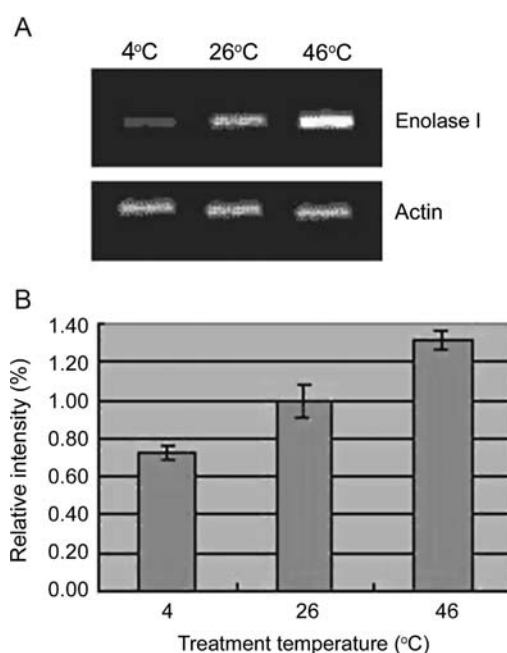 A
4°C 26°C 46°C
Enolase I
Actin
B
Relative intensity (%)
1.40
1.20
1.00
0.80
0.60
0.40
0.20
0.00
4 26 46
Treatment temperature (°C)